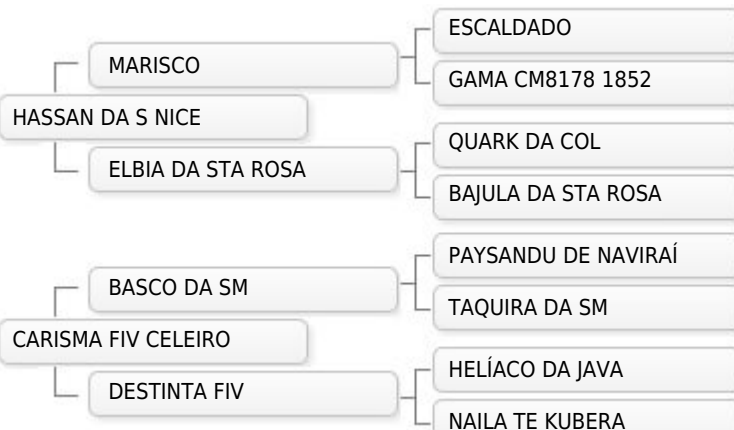 ESCALDADO
MARISCO
GAMA CM8178 1852
HASSAN DA S NICE
QUARK DA COL
ELBIA DA STA ROSA
BAJULA DA STA ROSA
PAYSANDU DE NAVIRAÍ
BASCO DA SM
TAQUIRA DA SM
CARISMA FIV CELEIRO
HELÍACO DA JAVA
DESTINTA FIV
NAILA TE KUBERA